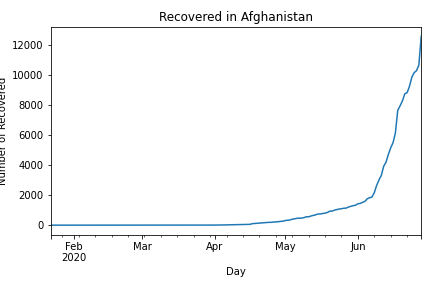 Recovered in Afghanistan
Number of Recovered
12000
10000
8000
6000
4000
2000
0
Feb
2020
Mar
Apr
May
Jun
Day